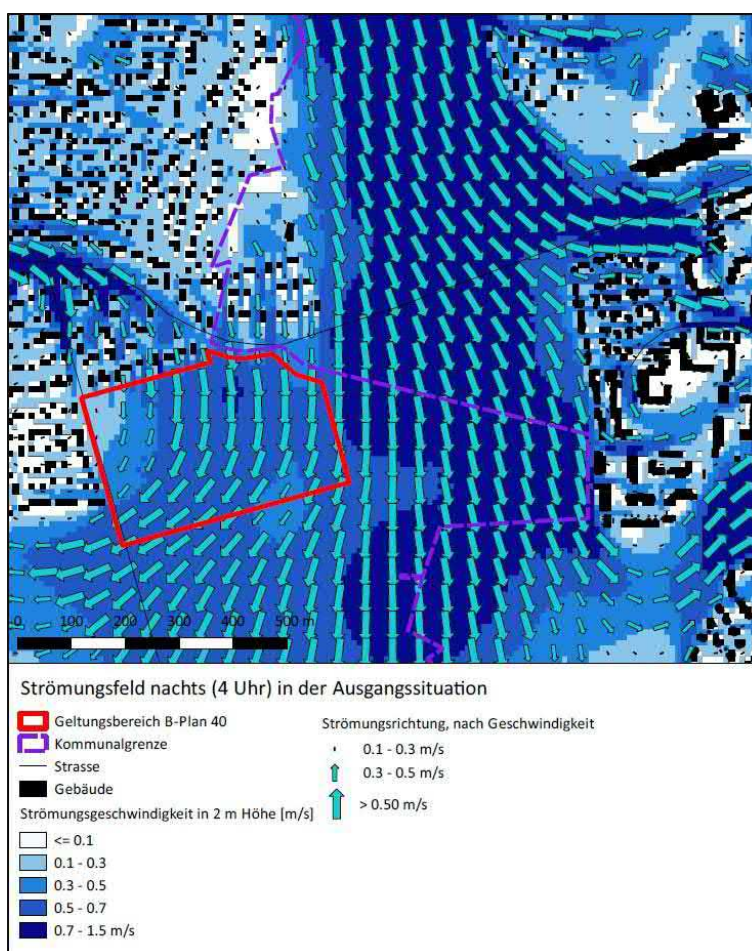 0 100 200 300 400 500 m
Strömungsfeld nachts (4 Uhr) in der Ausgangssituation
Geltungsbereich B-Plan 40
Kommunalgrenze
Strasse
Gebäude
Strömungsgeschwindigkeit in 2 m Höhe [m/s]
<= 0.1
0.1 - 0.3
0.3 - 0.5
0.5 - 0.7
0.7 - 1.5 m/s
Strömungsrichtung, nach Geschwindigkeit
0.1 - 0.3 m/s
0.3 - 0.5 m/s
> 0.50 m/s